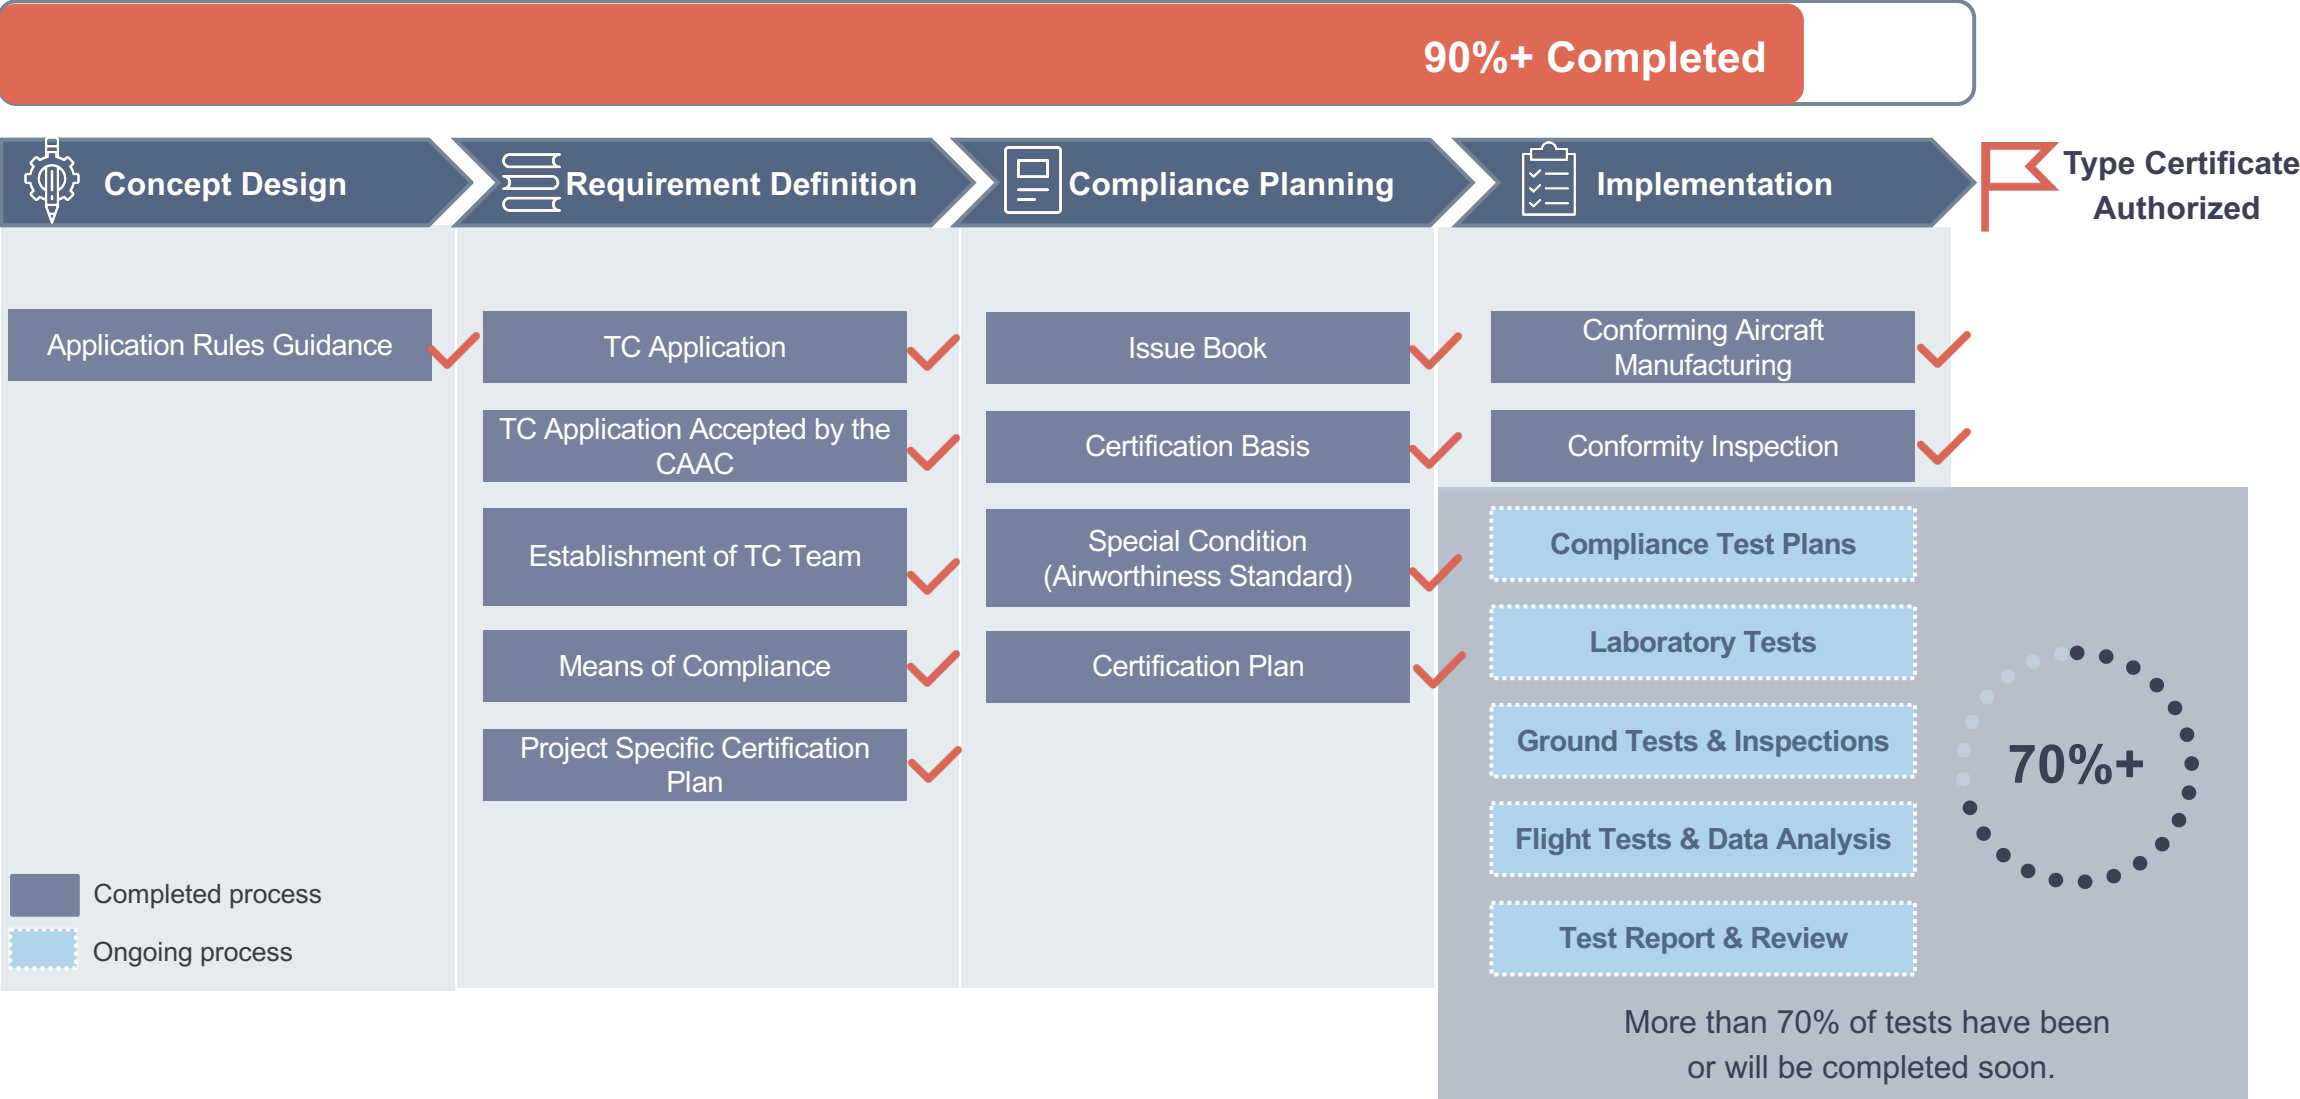 90%+ Completed
Concept Design
Requirement Definition
Compliance Planning
Implementation
Type Certificate
Authorized
Application Rules Guidance
TC Application
TC Application Accepted by the
CAAC
Establishment of TC Team
Means of Compliance
Project Specific Certification
Plan
Issue Book
Certification Basis
Special Condition
(Airworthiness Standard)
Certification Plan
Conforming Aircraft
Manufacturing
Conformity Inspection
Compliance Test Plans
Laboratory Tests
Ground Tests & Inspections
Flight Tests & Data Analysis
Test Report & Review
70%+
More than 70% of tests have been
or will be completed soon.
Completed process
Ongoing process